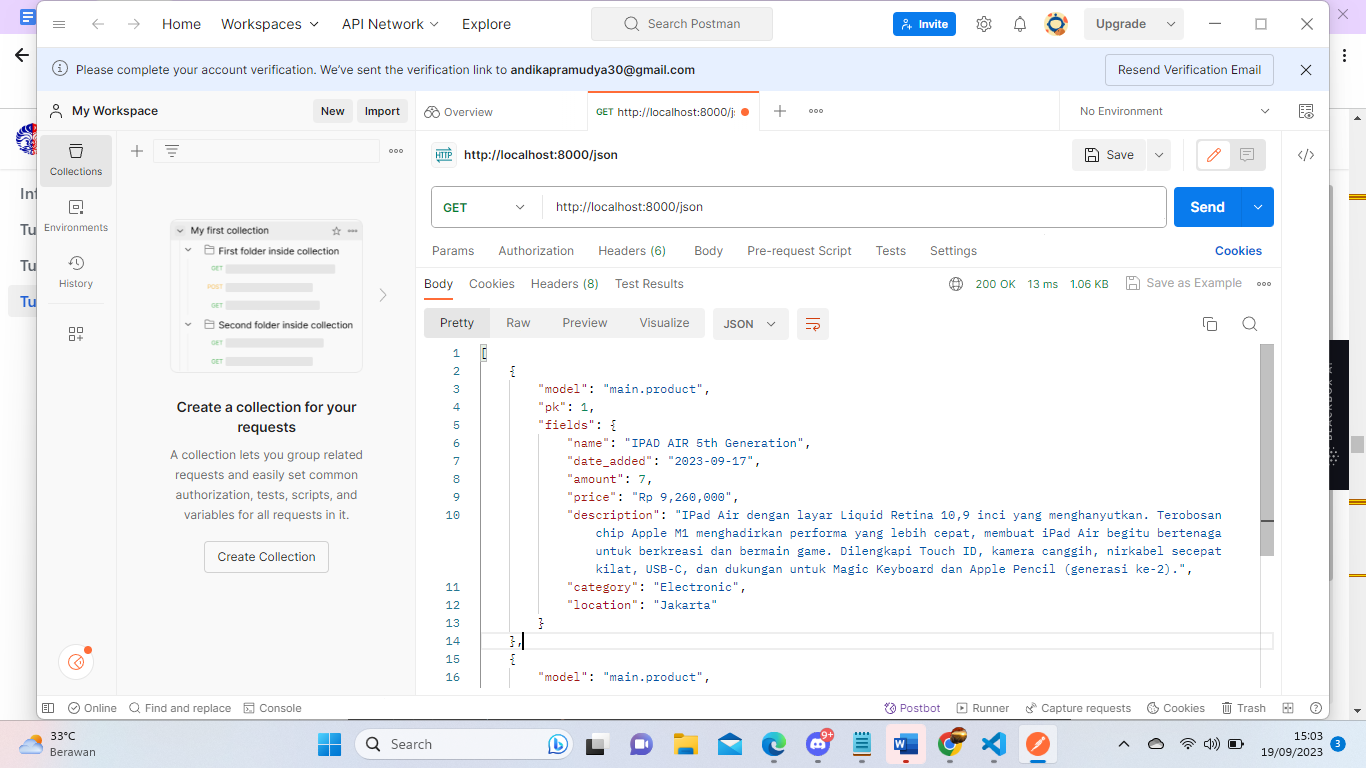 Home
Workspaces
API Network
Explore
Search Postman
Invite
Upgrade
Please complete your account verification. We've sent the verification link to andikapramudya30@gmail.com
Resend Verification Email
My Workspace
New
Import
Overview
GET http://localhost:8000/j
No Environment
Collections
Environments
History
http://localhost:8000/json
Save
GET
http://localhost:8000/json
Send
Params
Authorization
Headers (6)
Body
Pre-request Script
Tests
Settings
Cookies
Body
Cookies
Headers (8)
Test Results
200 OK
13 ms
1.06 KB
Save as Example
Pretty
Raw
Preview
Visualize
JSON
My first collection
First folder inside collection
GET
POST
GET
Second folder inside collection
GET
GET
Create a collection for your
requests
A collection lets you group related
requests and easily set common
authorization, tests, scripts, and
variables for all requests in it.
Create Collection
1 [
2 {
3 "model": "main.product",
4 "pk": 1,
5 "fields": {
6 "name": "IPAD AIR 5th Generation",
7 "date_added": "2023-09-17",
8 "amount": 7,
9 "price": "Rp 9,260,000",
10 "description": "IPad Air dengan layar Liquid Retina 10,9 inci yang menghanyutkan. Terobosan
chip Apple M1 menghadirkan performa yang lebih cepat, membuat iPad Air begitu bertenaga
untuk berkreasi dan bermain game. Dilengkapi Touch ID, kamera canggih, nirkabel secepat
kilat, USB-C, dan dukungan untuk Magic Keyboard dan Apple Pencil (generasi ke-2).",
11 "category": "Electronic",
12 "location": "Jakarta"
13 }
14 },
15 {
16 "model": "main.product",
Online
Find and replace
Console
Postbot
Runner
Capture requests
Cookies
Trash
33°C
Berawan
Search
9+
15:03
19/09/2023
3